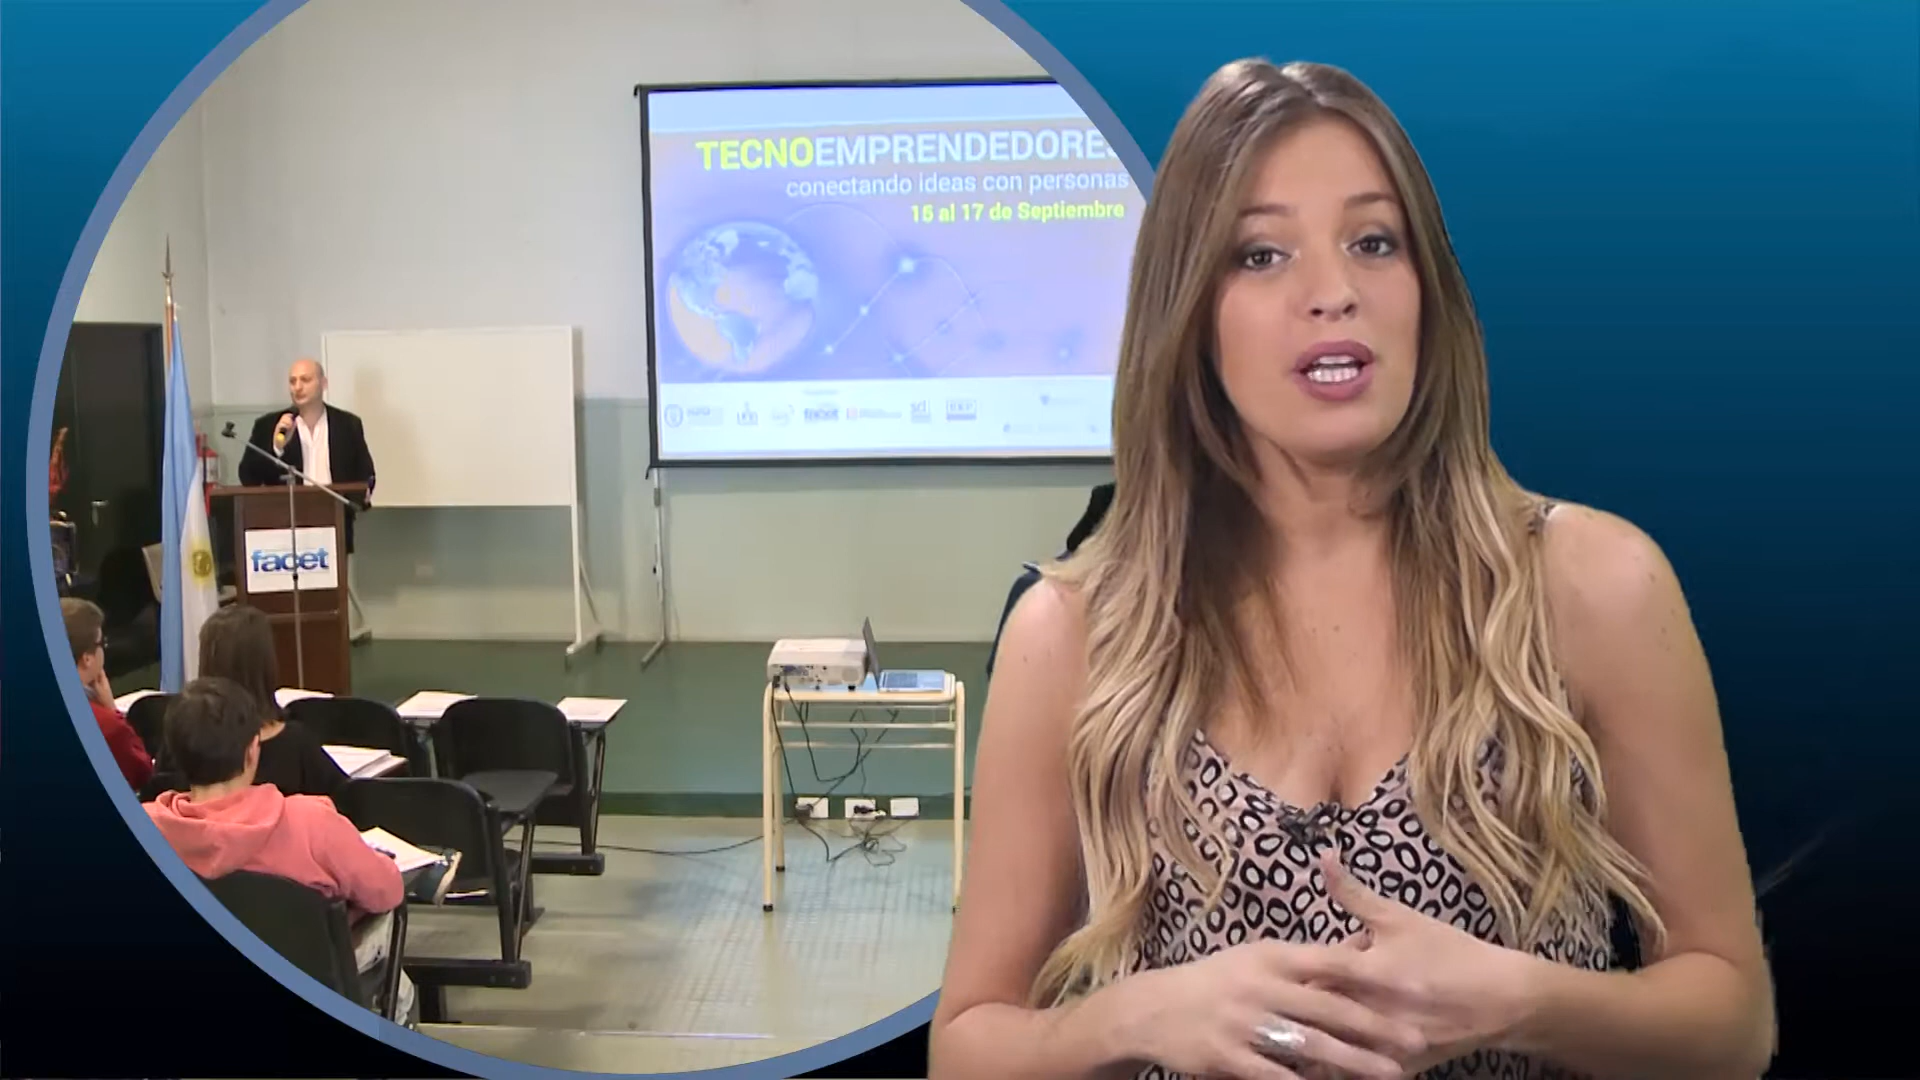 TECNOEMPRENDEDORES
conectando ideas con personas
15 al 17 de Septiembre
facet
facet